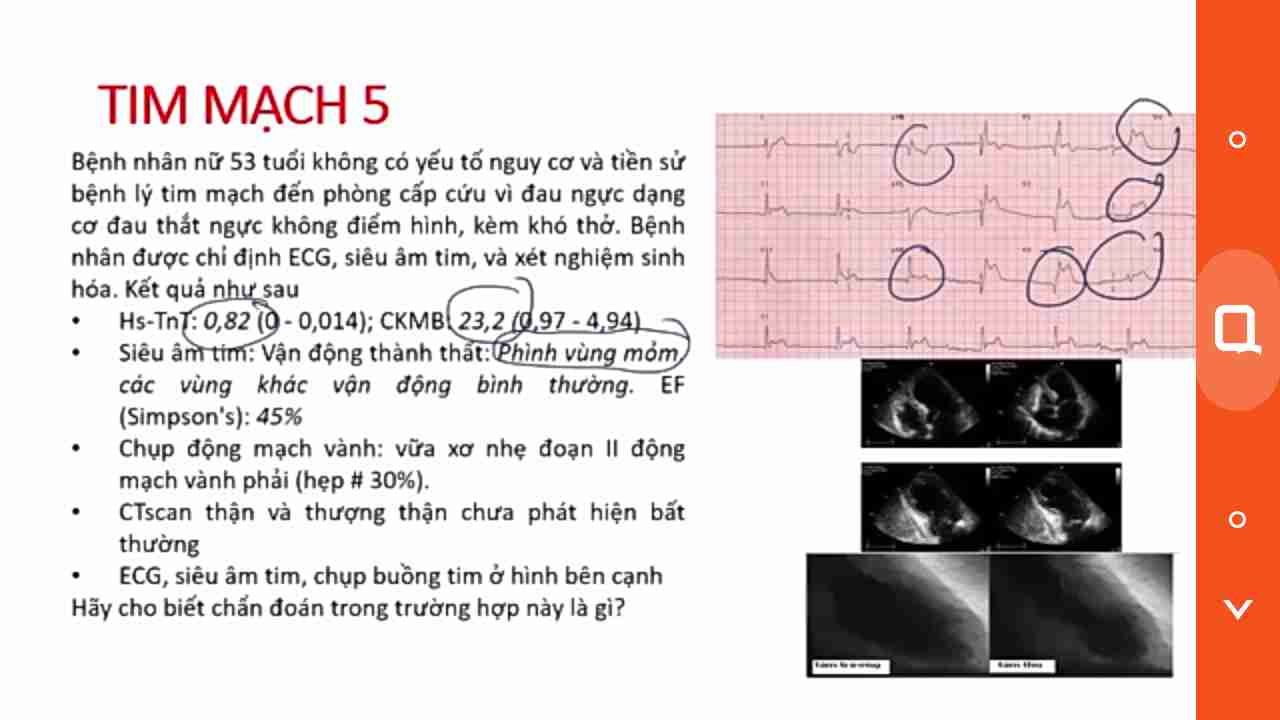 TIM MẠCH 5
Bệnh nhân nữ 53 tuổi không có yếu tố nguy cơ và tiền sử
bệnh lý tim mạch đến phòng cấp cứu vì đau ngực dạng
cơ đau thắt ngực không điểm hình, kèm khó thở. Bệnh
nhân được chỉ định ECG, siêu âm tim, và xét nghiệm sinh
hóa. Kết quả như sau
• Hs-TnT: 0,82 (0 - 0,014); CKMB: 23,2 (0,97 - 4,94)
• Siêu âm tim: Vận động thành thất: Phình vùng mỏm,
các vùng khác vận động bình thường. EF
(Simpson's): 45%
• Chụp động mạch vành: vữa xơ nhẹ đoạn II động
mạch vành phải (hẹp # 30%).
• CTscan thận và thượng thận chưa phát hiện bất
thường
• ECG, siêu âm tim, chụp buồng tim ở hình bên cạnh
Hãy cho biết chẩn đoán trong trường hợp này là gì?